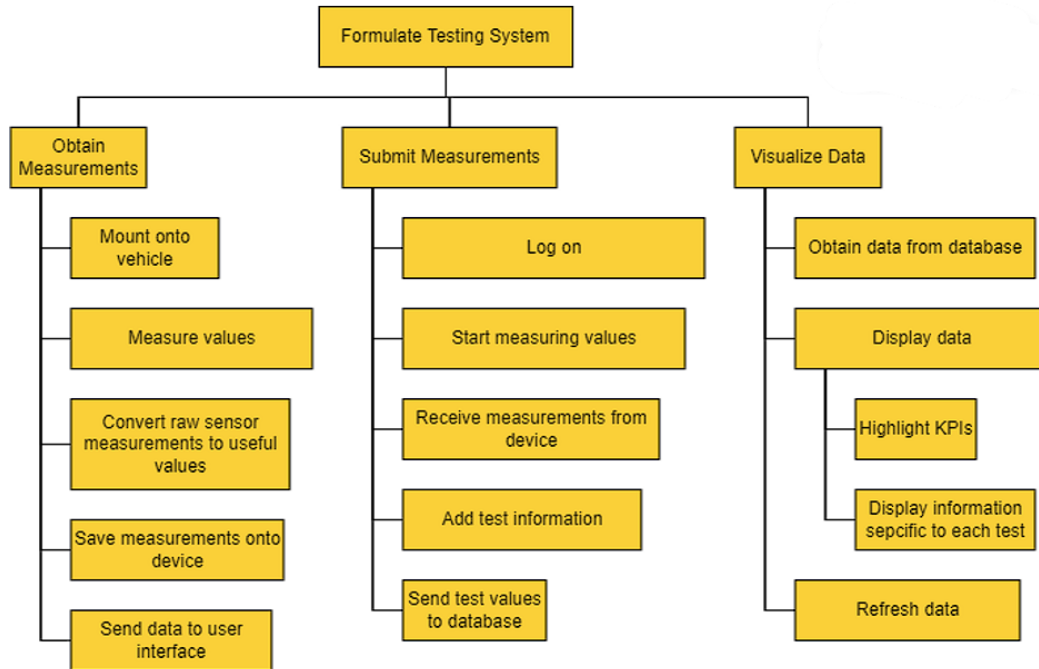 Formulate Testing System
Obtain
Measurements
Mount onto
vehicle
Measure values
Convert raw sensor
measurements to useful
values
Save measurements onto
device
Send data to user
interface
Submit Measurements
Log on
Start measuring values
Receive measurements from
device
Add test information
Send test values
to database
Visualize Data
Obtain data from database
Display data
Highlight KPIs
Display information
sepcific to each test
Refresh data